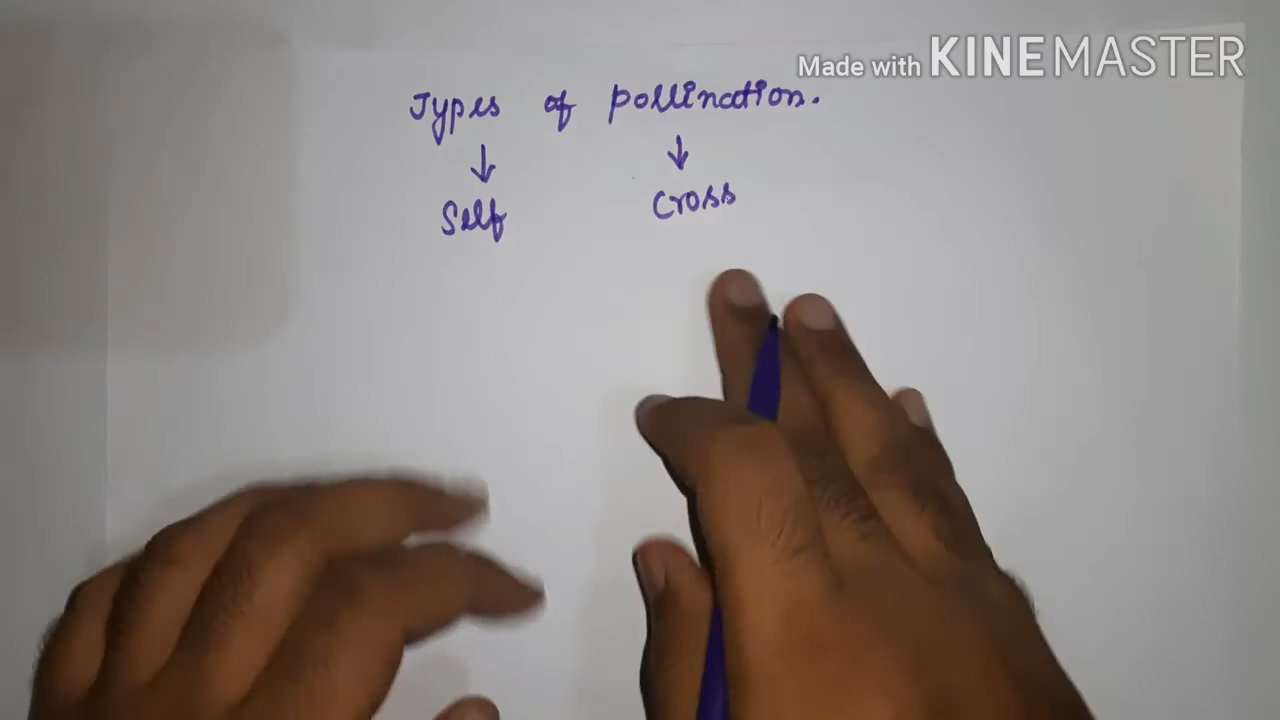 Made with KINEMASTER
Types of pollination.
↓ ↓
Self Cross